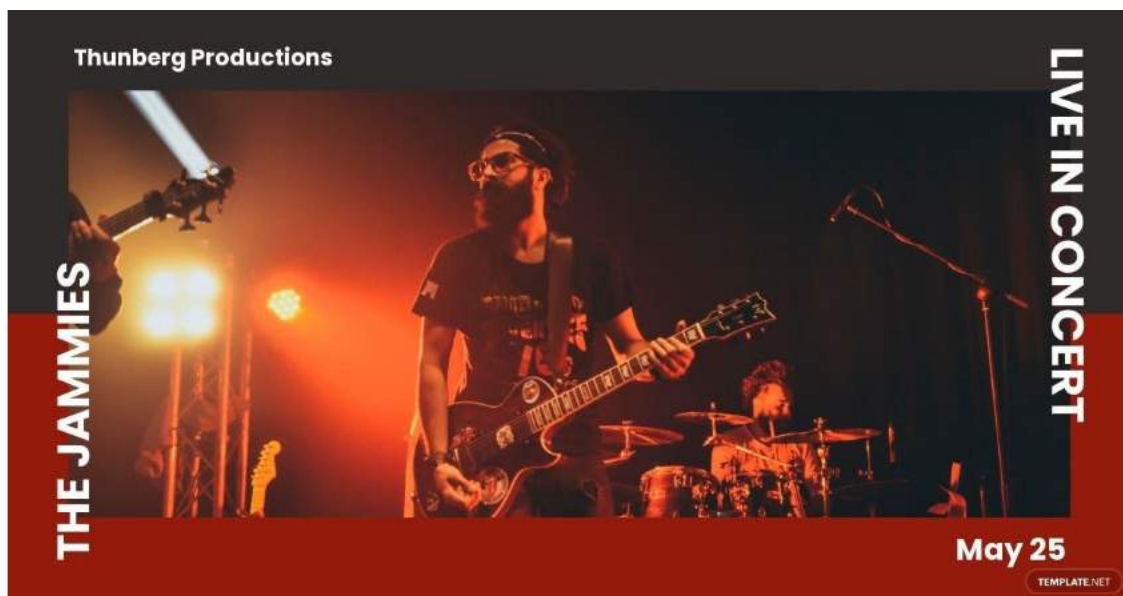 Thunberg Productions
LIVE IN CONCERT
THE JAMMIES
May 25
TEMPLATE.NET